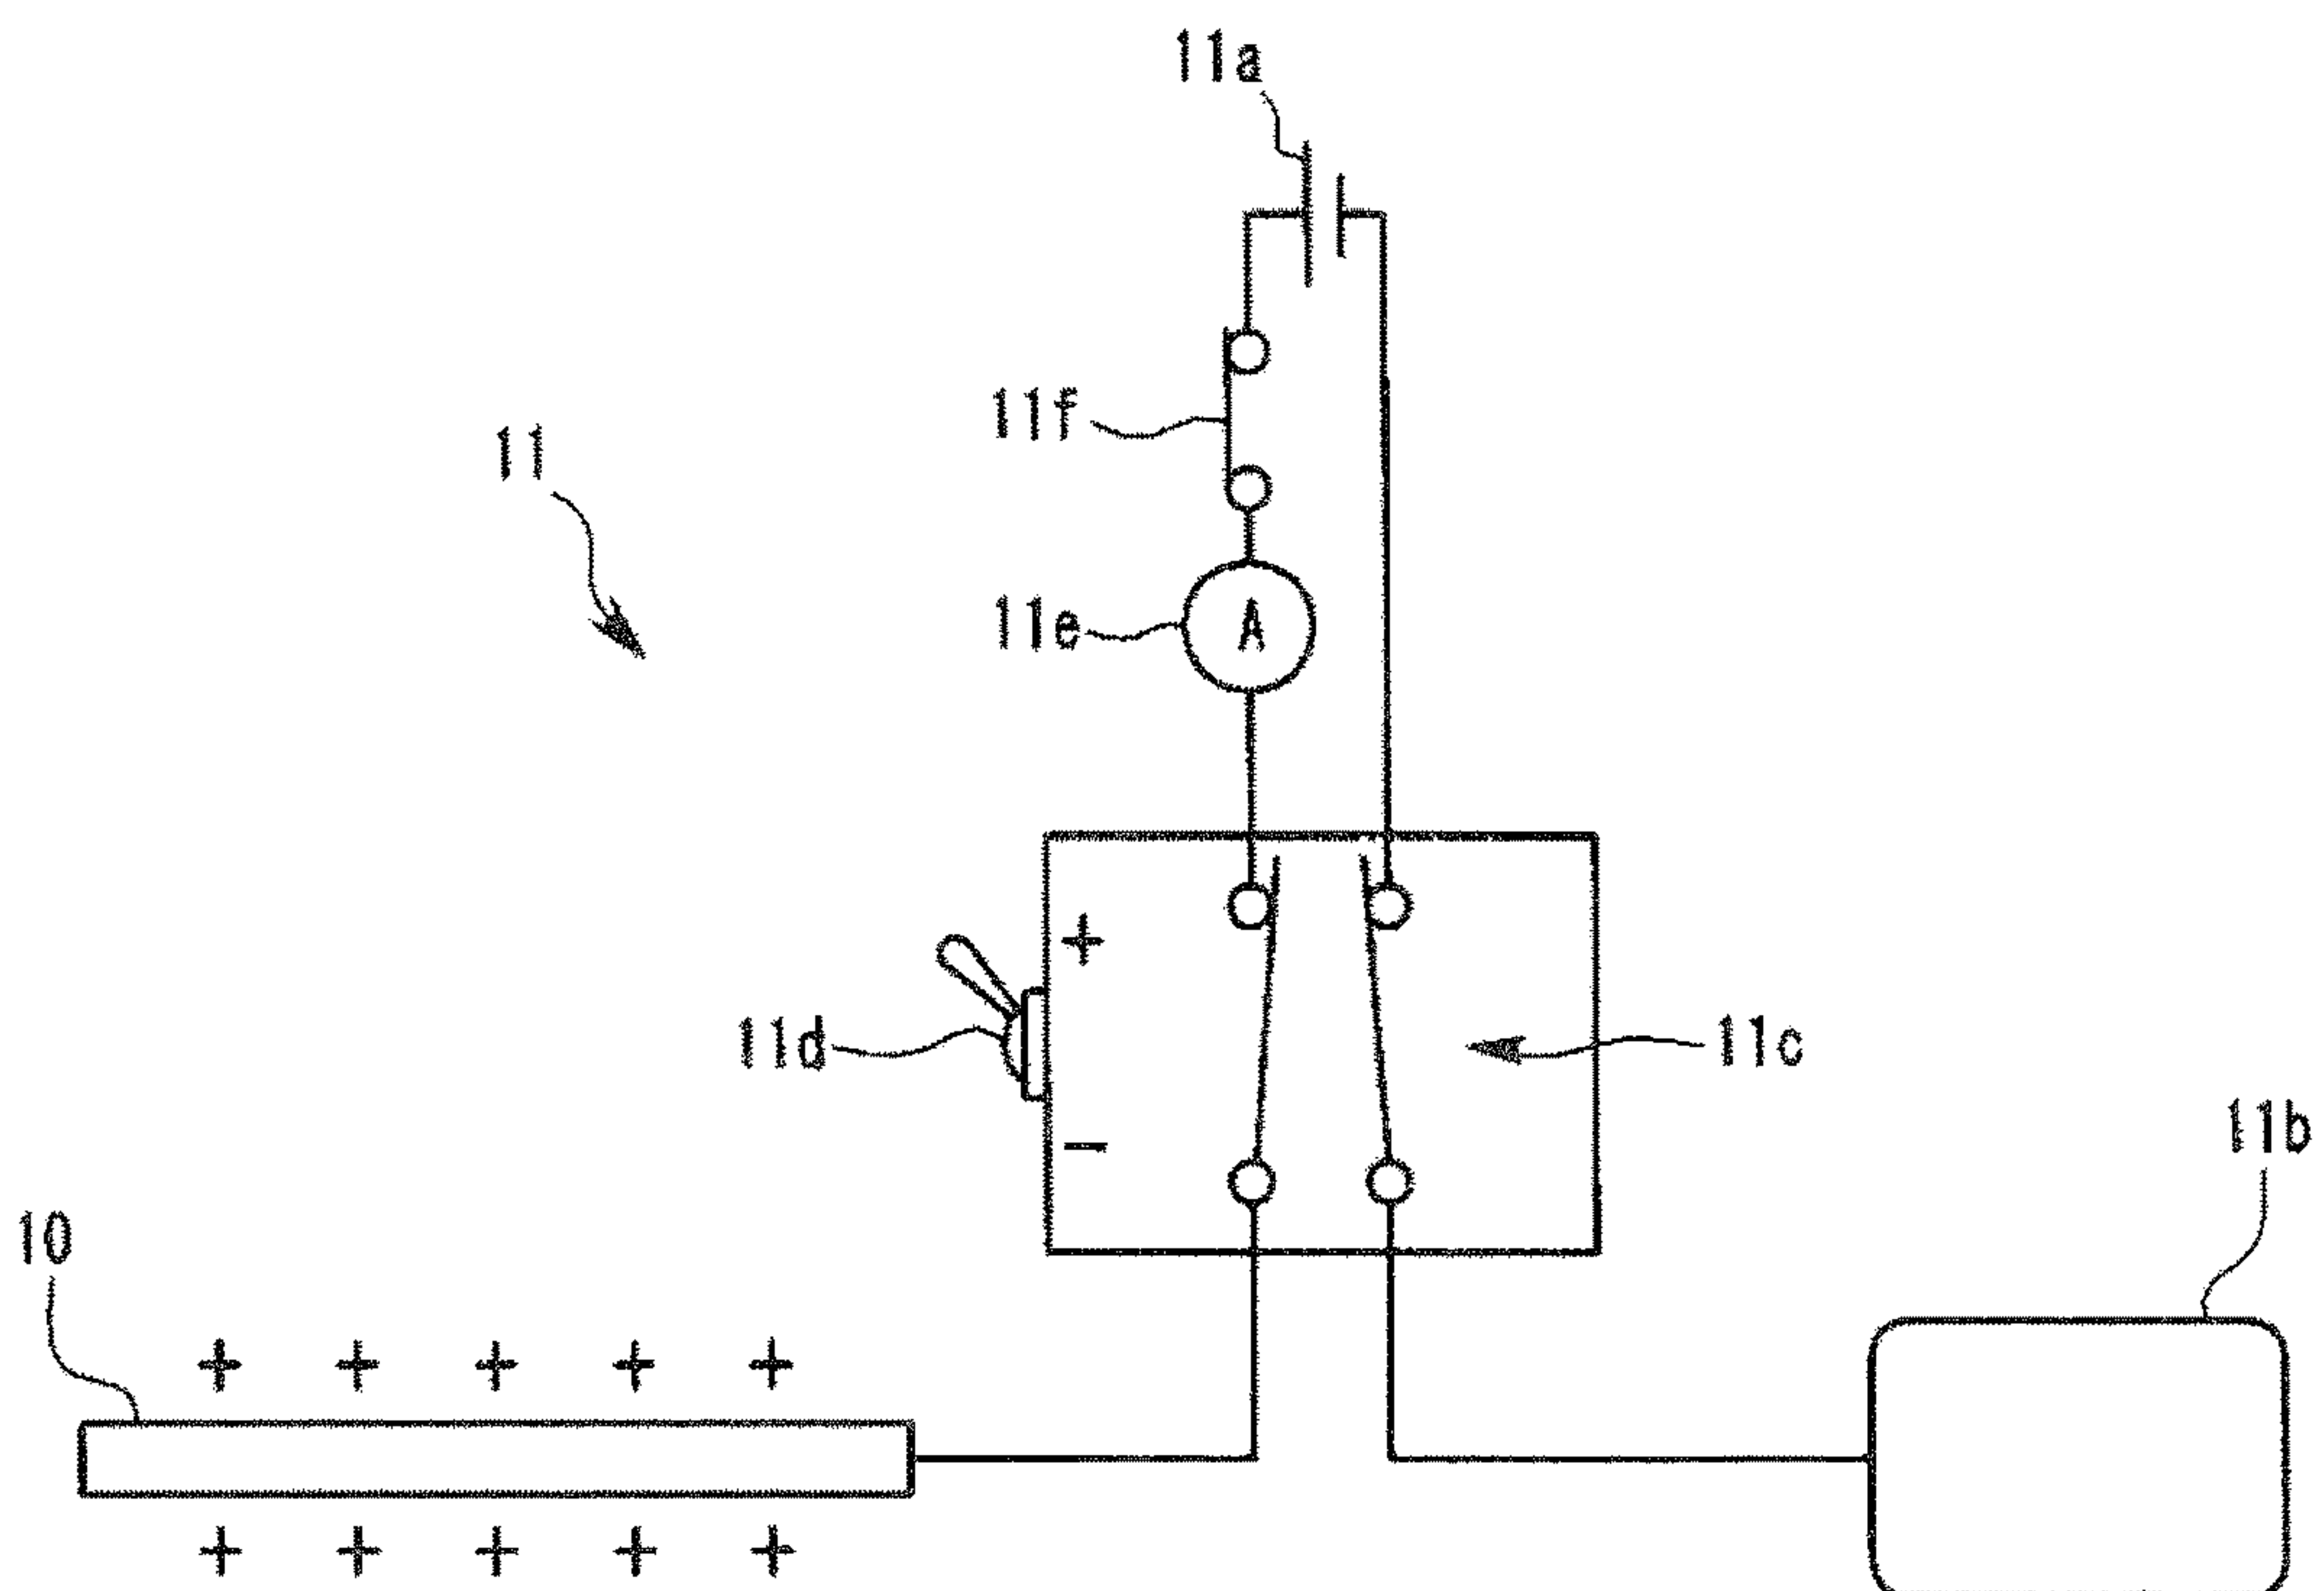 11a
11f
11
11e
A
+
11d
11c
−
11b
10
+ + + + +
+ + + + +